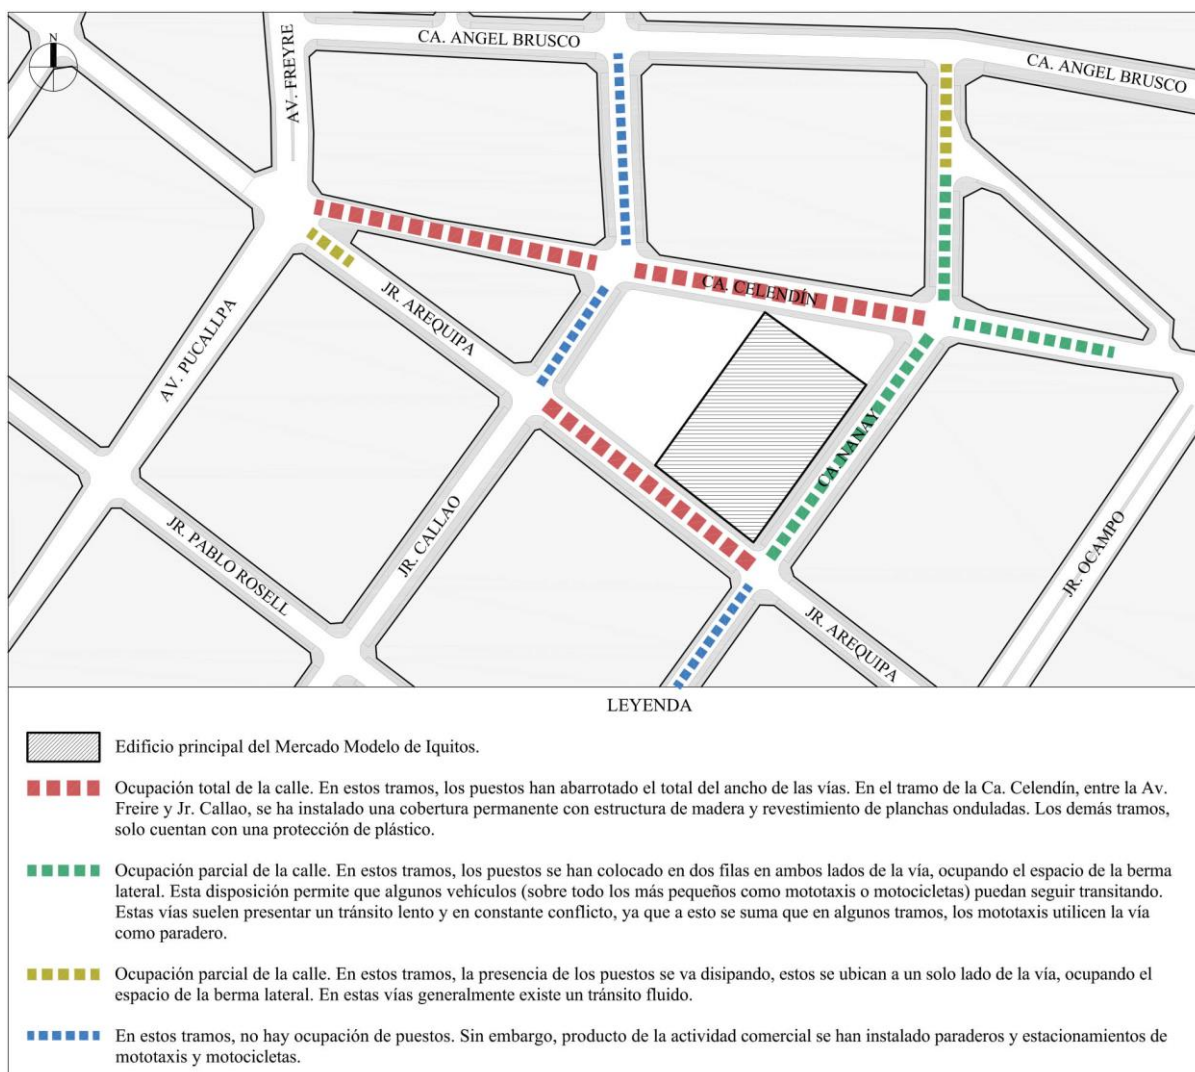 N
AV. FREYRE
CA. ANGEL BRUSCO
CA. ANGEL BRUSCO
CA. CELENDÍN
JR. AREQUIPA
AV. PUCALLPA
CA. NANAY
JR. CALLAO
JR. PABLO ROSELL
JR. OCAMPO
JR. AREQUIPA
LEYENDA
Edificio principal del Mercado Modelo de Iquitos.
Ocupación total de la calle. En estos tramos, los puestos han abarrotado el total del ancho de las vías. En el tramo de la Ca. Celendín, entre la Av.
Freire y Jr. Callao, se ha instalado una cobertura permanente con estructura de madera y revestimiento de planchas onduladas. Los demás tramos,
solo cuentan con una protección de plástico.
Ocupación parcial de la calle. En estos tramos, los puestos se han colocado en dos filas en ambos lados de la vía, ocupando el espacio de la berma
lateral. Esta disposición permite que algunos vehículos (sobre todo los más pequeños como mototaxis o motocicletas) puedan seguir transitando.
Estas vías suelen presentar un tránsito lento y en constante conflicto, ya que a esto se suma que en algunos tramos, los mototaxis utilicen la vía
como paradero.
Ocupación parcial de la calle. En estos tramos, la presencia de los puestos se va disipando, estos se ubican a un solo lado de la vía, ocupando el
espacio de la berma lateral. En estas vías generalmente existe un tránsito fluido.
En estos tramos, no hay ocupación de puestos. Sin embargo, producto de la actividad comercial se han instalado paraderos y estacionamientos de
mototaxis y motocicletas.